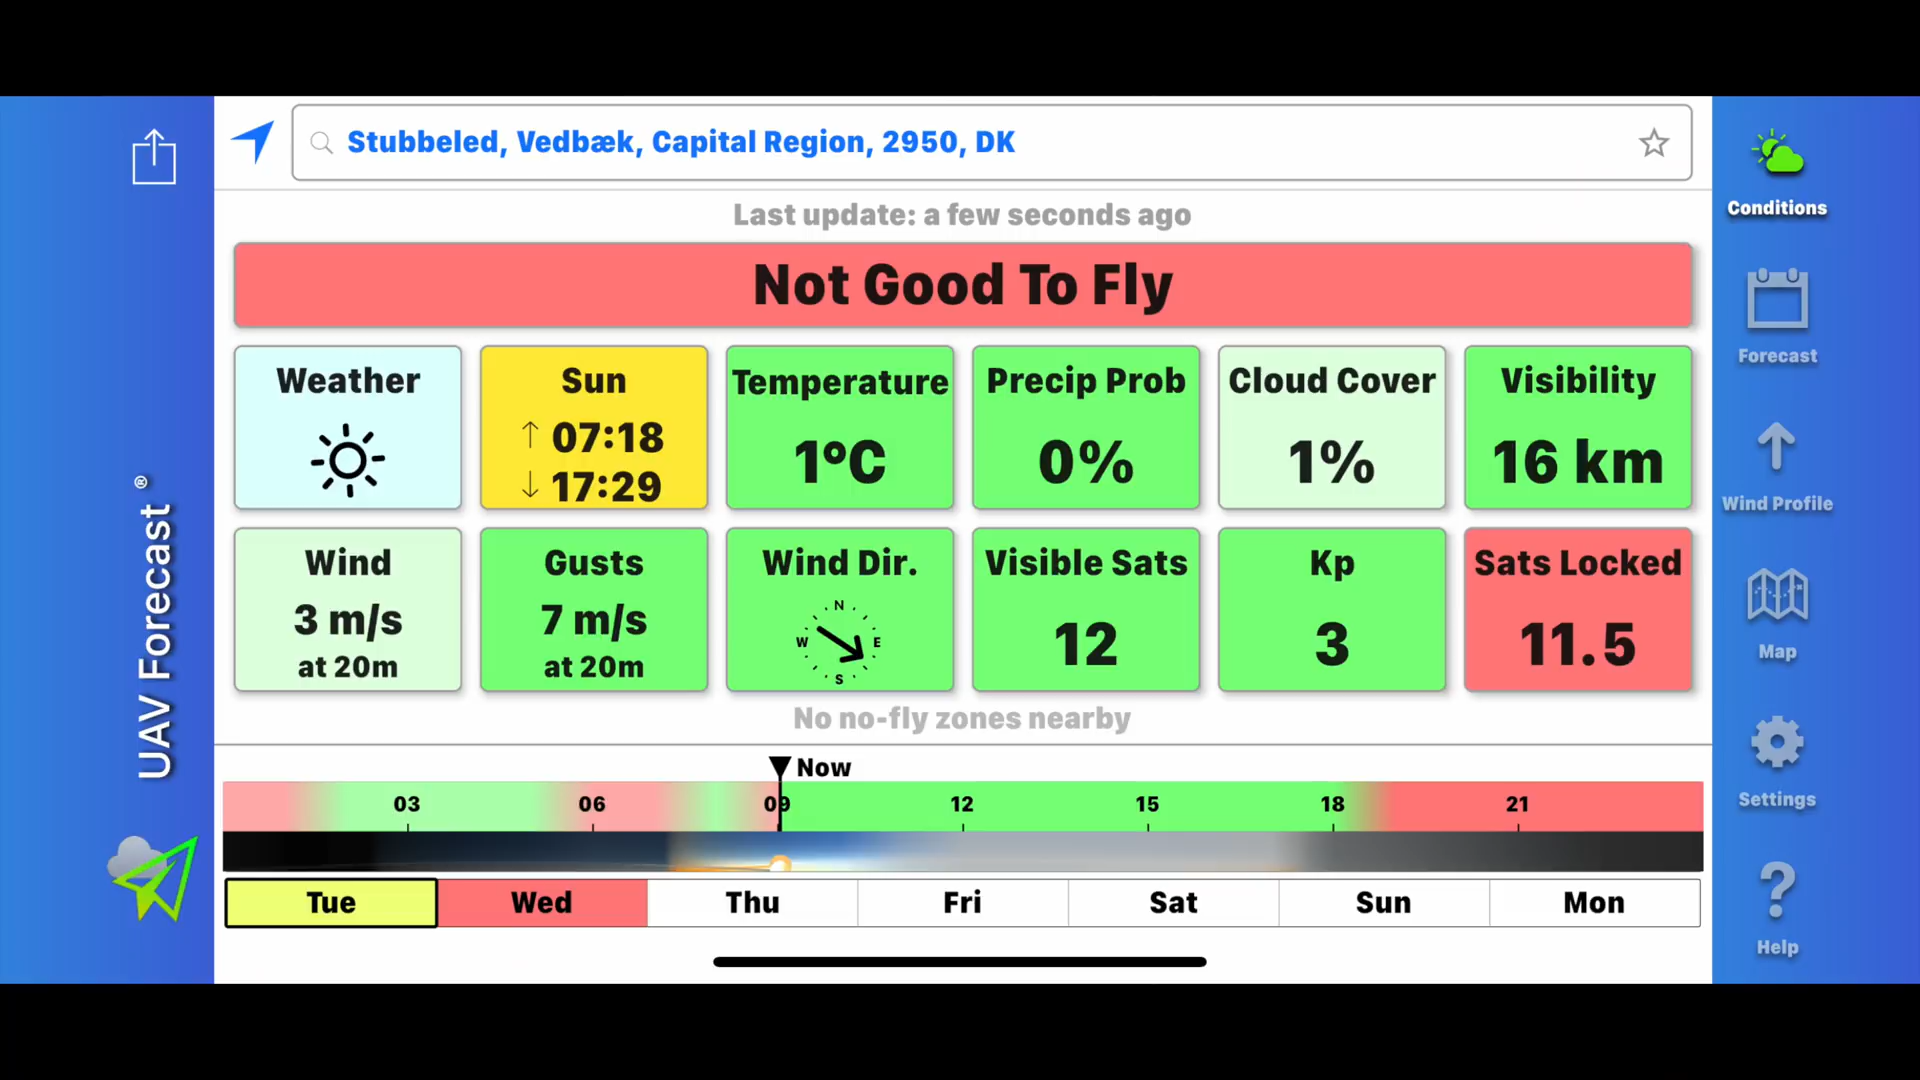 Stubbeled, Vedbæk, Capital Region, 2950, DK
Last update: a few seconds ago
Not Good To Fly
Weather
Sun
↑ 07:18
↓ 17:29
Temperature
1°C
Precip Prob
0%
Cloud Cover
1%
Visibility
16 km
Wind
3 m/s
at 20m
Gusts
7 m/s
at 20m
Wind Dir.
N
W E
S
Visible Sats
12
Kp
3
Sats Locked
11.5
No no-fly zones nearby
Now
03 06 09 12 15 18 21
Tue Wed Thu Fri Sat Sun Mon
UAV Forecast®
Conditions
Forecast
Wind Profile
Map
Settings
?
Help